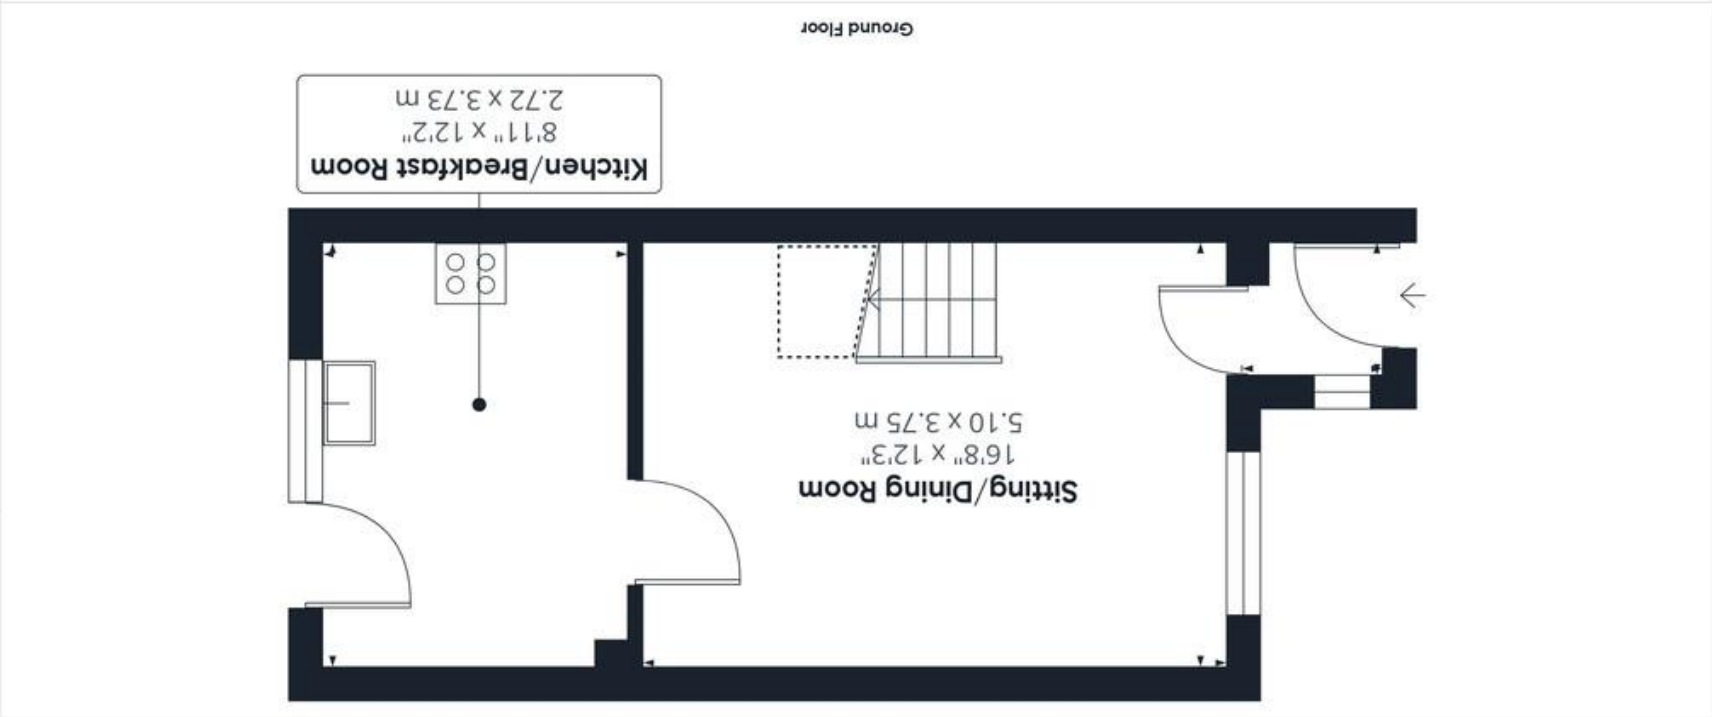 Sitting/Dining Room
16'8" x 12'3"
5.10 x 3.75 m
Kitchen/Breakfast Room
8'11" x 12'2"
2.72 x 3.73 m
Ground Floor